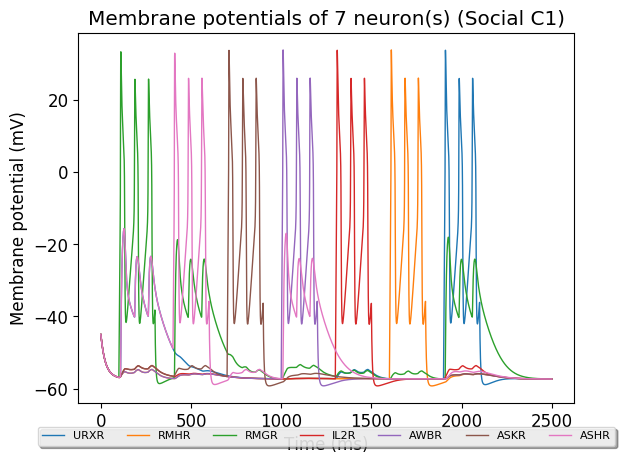 Membrane potentials of 7 neuron(s) (Social C1)
Membrane potential (mV)
20
0
−20
−40
−60
0 500 1000 1500 2000 2500
Time (ms)
URXR RMHR RMGR IL2R AWBR ASKR ASHR